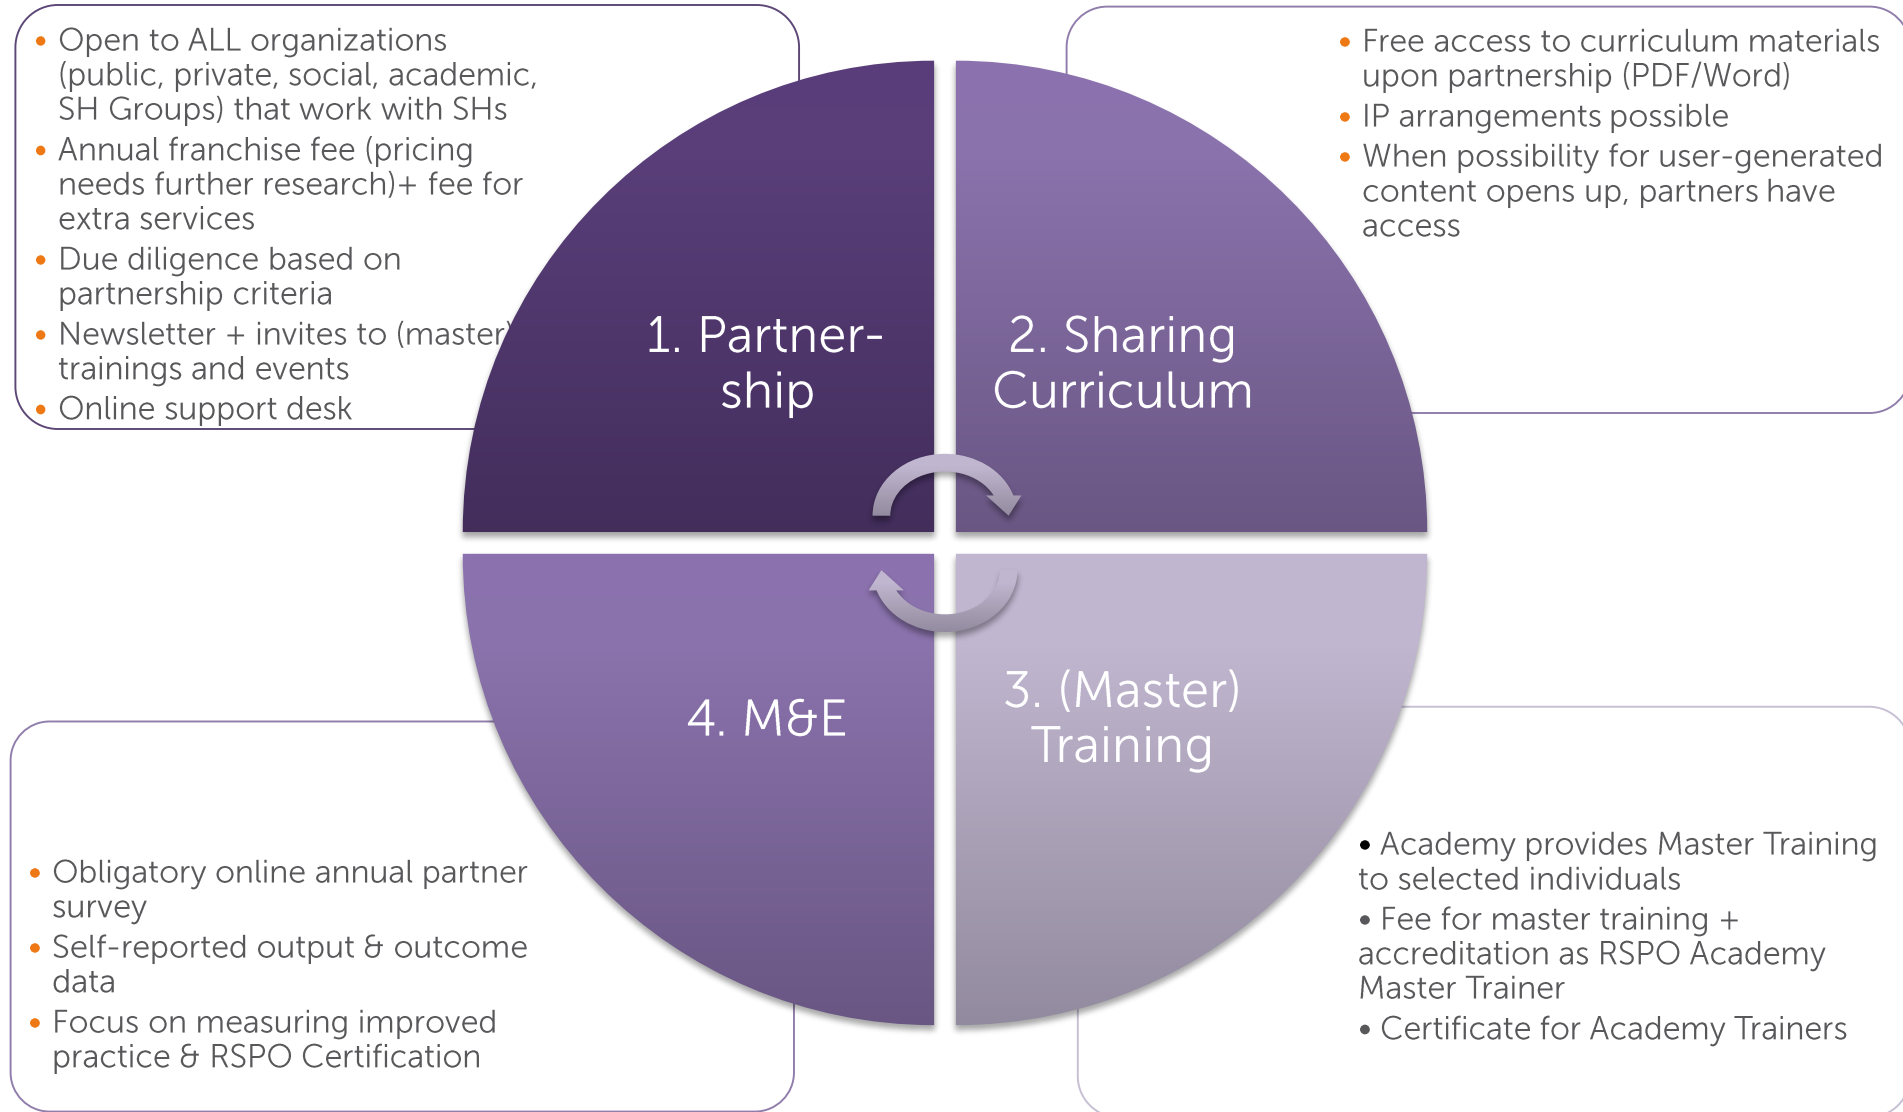 • Open to ALL organizations
(public, private, social, academic,
SH Groups) that work with SHs
• Annual franchise fee (pricing
needs further research)+ fee for
extra services
• Due diligence based on
partnership criteria
• Newsletter + invites to (master)
trainings and events
• Online support desk
• Free access to curriculum materials
upon partnership (PDF/Word)
• IP arrangements possible
• When possibility for user-generated
content opens up, partners have
access
1. Partner-
ship
2. Sharing
Curriculum
3. (Master)
Training
4. M&E
• Obligatory online annual partner
survey
• Self-reported output & outcome
data
• Focus on measuring improved
practice & RSPO Certification
• Academy provides Master Training
to selected individuals
• Fee for master training +
accreditation as RSPO Academy
Master Trainer
• Certificate for Academy Trainers